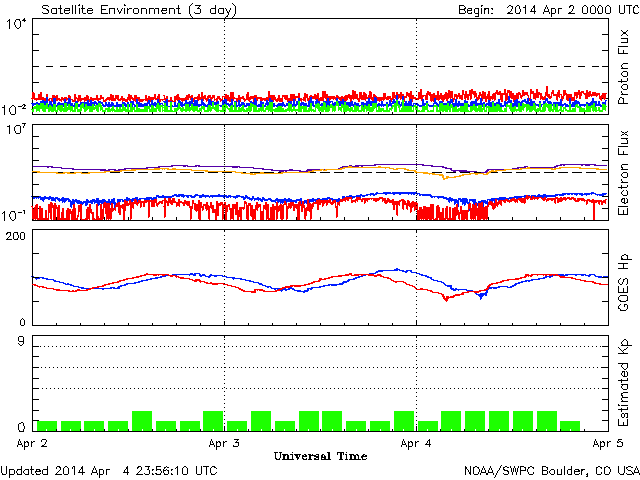 Satellite Environment (3 day)
Begin: 2014 Apr 2 0000 UTC
10⁴
10⁻²
Proton Flux
10⁷
10⁻¹
Electron Flux
200
0
GOES Hp
9
0
Estimated Kp
Apr 2
Apr 3
Apr 4
Apr 5
Universal Time
Updated 2014 Apr 4 23:56:10 UTC
NOAA/SWPC Boulder, CO USA